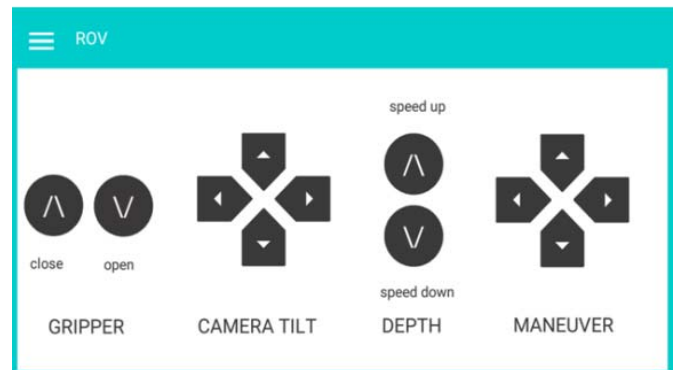 ROV
speed up
/\
\/
/\
\/
close
open
speed down
GRIPPER
CAMERA TILT
DEPTH
MANEUVER